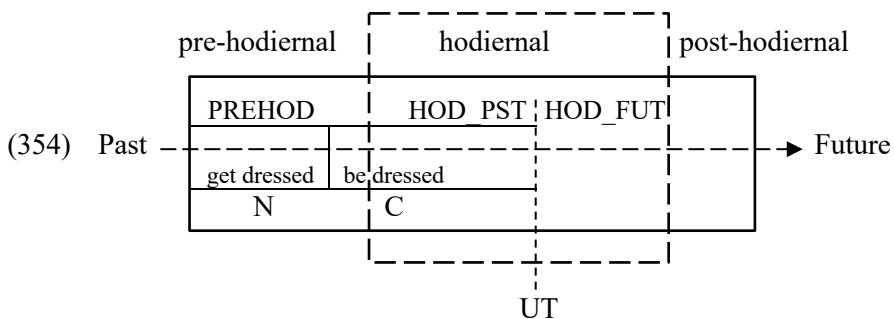 pre-hodiernal hodiernal post-hodiernal
PREHOD HOD_PST HOD_FUT
(354) Past Future
get dressed be dressed
N C
UT